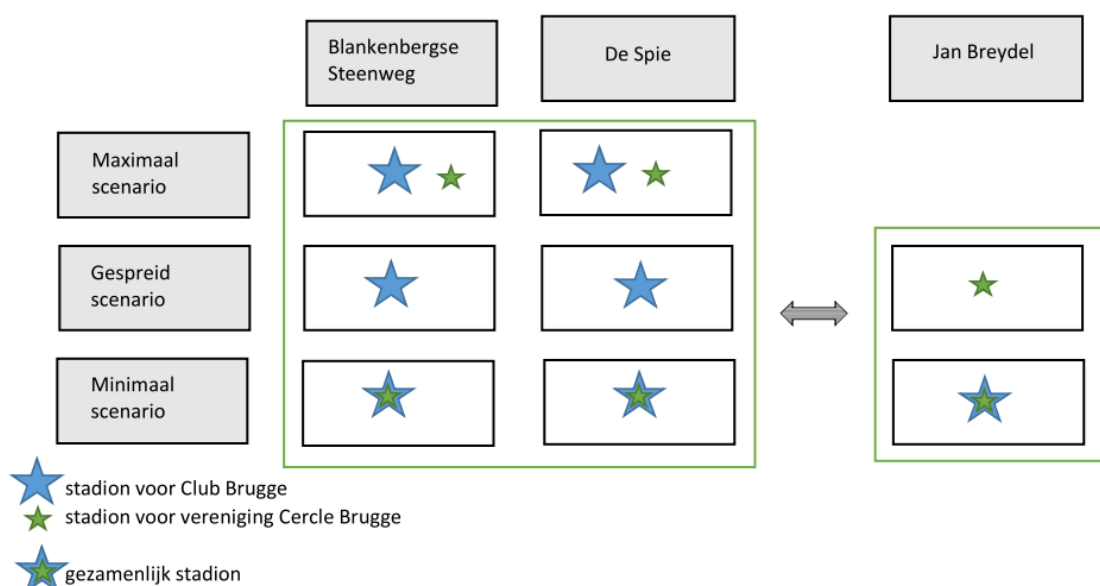 Blankenbergse
Steenweg
De Spie
Jan Breydel
Maximaal
scenario
Gespreid
scenario
Minimaal
scenario
stadion voor Club Brugge
stadion voor vereniging Cercle Brugge
gezamenlijk stadion